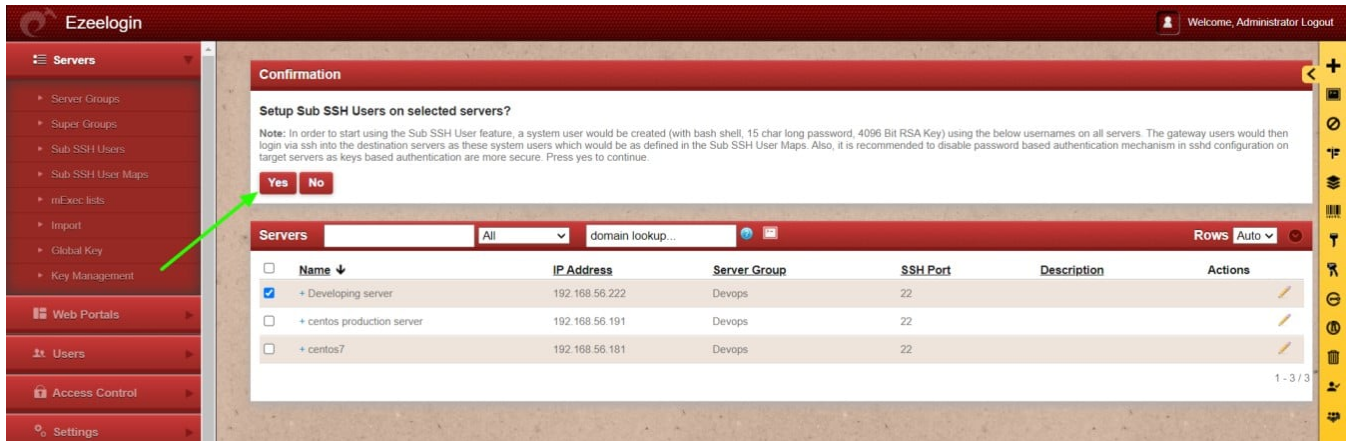 Ezeelogin
Welcome, Administrator Logout
Servers
Server Groups
Super Groups
Sub SSH Users
Sub SSH User Maps
mExec lists
Import
Global Key
Key Management
Web Portals
Users
Access Control
Settings
Confirmation
Setup Sub SSH Users on selected servers?
Note: In order to start using the Sub SSH User feature, a system user would be created (with bash shell, 15 char long password, 4096 Bit RSA Key) using the below usernames on all servers. The gateway users would then
login via ssh into the destination servers as these system users which would be as defined in the Sub SSH User Maps. Also, it is recommended to disable password based authentication mechanism in sshd configuration on
target servers as keys based authentication are more secure. Press yes to continue.
Yes No
Servers All domain lookup... Rows Auto
Name IP Address Server Group SSH Port Description Actions
+ Developing server 192.168.56.222 Devops 22
+ centos production server 192.168.56.191 Devops 22
+ centos7 192.168.56.181 Devops 22
1 - 3 / 3